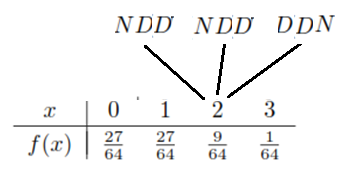 NDD NDD DDN
x 0 1 2 3
f(x) 27/64 27/64 9/64 1/64